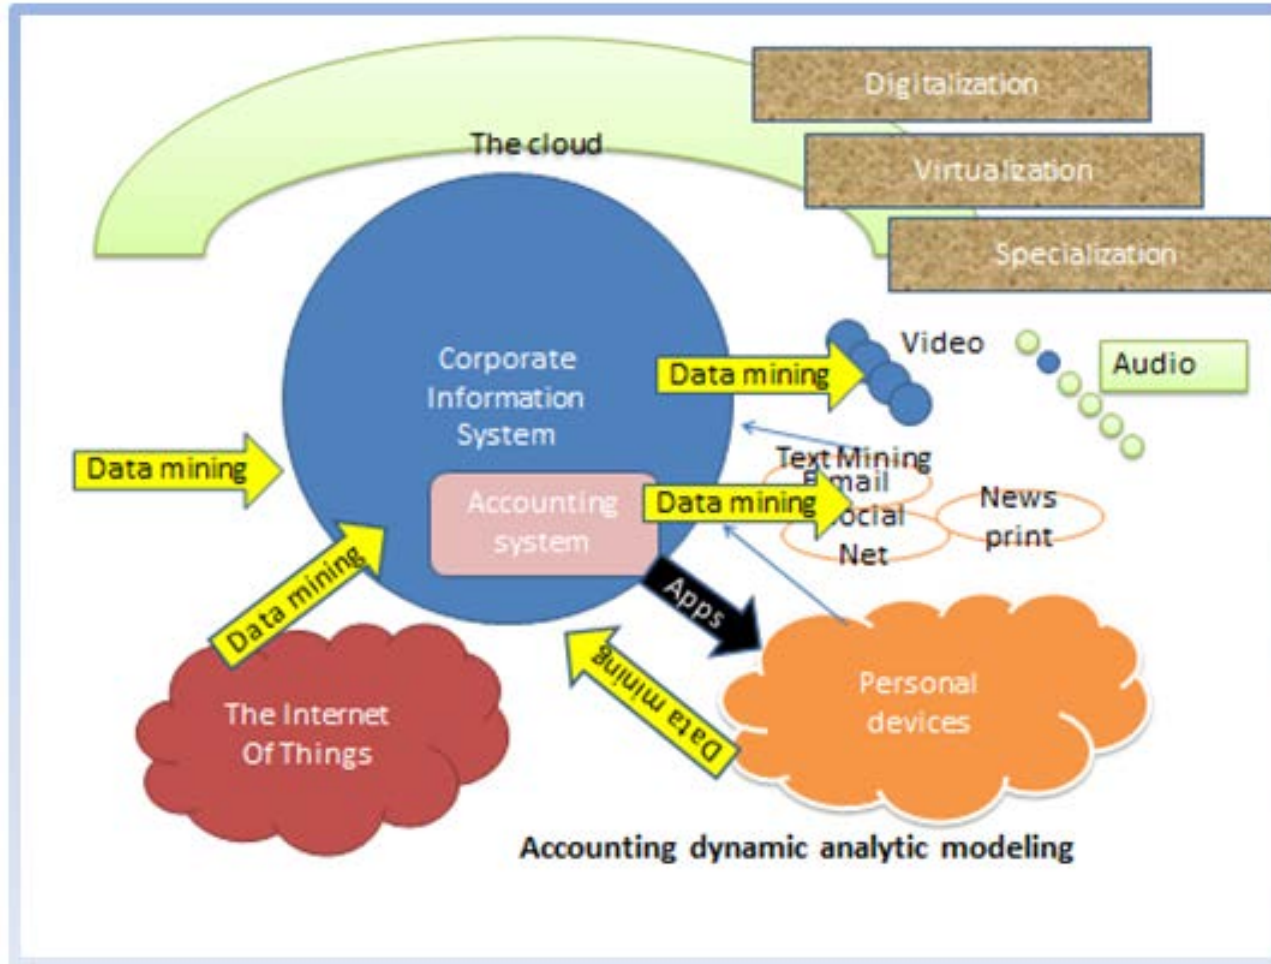 Digitalization
The cloud
Virtualization
Specialization
Video
Audio
Corporate
Information
System
Data mining
Data mining
Text Mining
Email
Accounting
system
Data mining
Social
Net
News
print
Data mining
Apps
Data mining
The Internet
Of Things
Personal
devices
Accounting dynamic analytic modeling